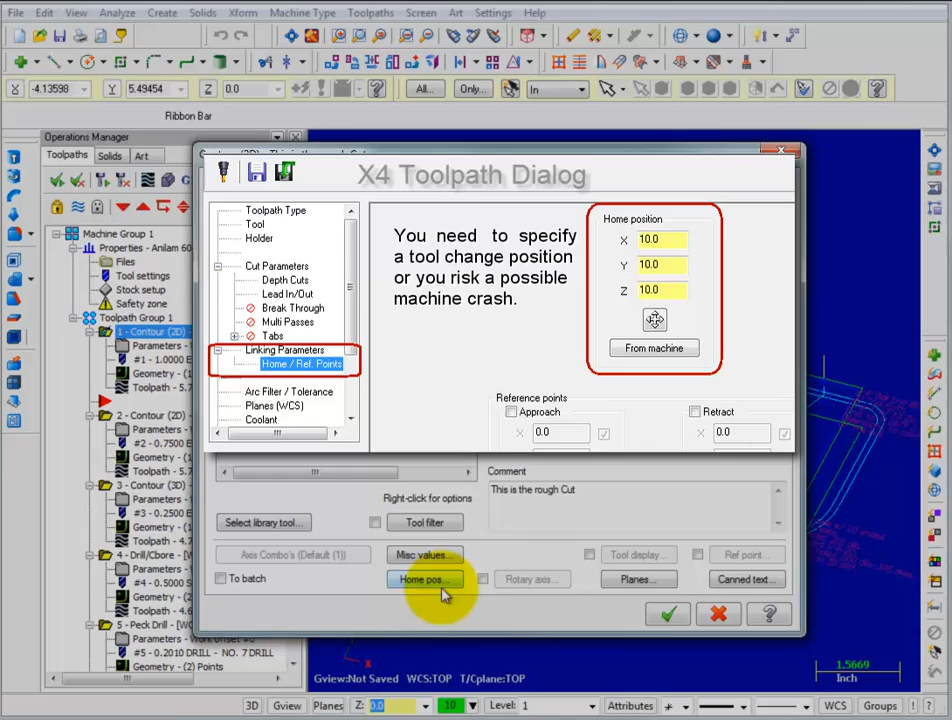 File Edit View Analyze Create Solids Xform Machine Type Toolpaths Screen Art Settings Help
X -4.13598 Y 5.49454 Z 0.0 All... Only... In
Ribbon Bar
Operations Manager
Toolpaths Solids Art
Machine Group 1
Properties - Anilam 60
Files
Tool settings
Stock setup
Safety zone
Toolpath Group 1
1 - Contour (2D)
Parameters -
#1 - 1.0000 E
Geometry - (1
Toolpath - 5.7
2 - Contour (2D)
Parameters -
#2 - 0.7500 E
Geometry - (1
Toolpath - 5.7
3 - Contour (3D)
Parameters -
#3 - 0.2500 E
Geometry - (1
Toolpath - 5.7
4 - Drill/Cbore - [W
Parameters - W
#4 - 0.5000 S
Geometry - (2
Toolpath - 5.7
5 - Peck Drill - [WC
Parameters - Work offset #0
#5 - 0.2010 DRILL - NO. 7 DRILL
Geometry - (2) Points
X4 Toolpath Dialog
Toolpath Type
Tool
Holder
Cut Parameters
Depth Cuts
Lead In/Out
Break Through
Multi Passes
Tabs
Linking Parameters
Home / Ref. Points
Arc Filter / Tolerance
Planes (WCS)
Coolant
You need to specify
a tool change position
or you risk a possible
machine crash.
Home position
X 10.0
Y 10.0
Z 10.0
From machine
Reference points
Approach
X 0.0
Retract
X 0.0
Right-click for options
Select library tool...
Tool filter
Comment
This is the rough Cut
Axis Combo's (Default (1))
Misc values...
Tool display...
Ref point...
To batch
Home pos...
Rotary axis...
Planes...
Canned text...
X
Gview:Not Saved WCS:TOP T/Cplane:TOP
1.5669
Inch
3D Gview Planes Z: 0.0 10 Level: 1 Attributes WCS Groups ! ?